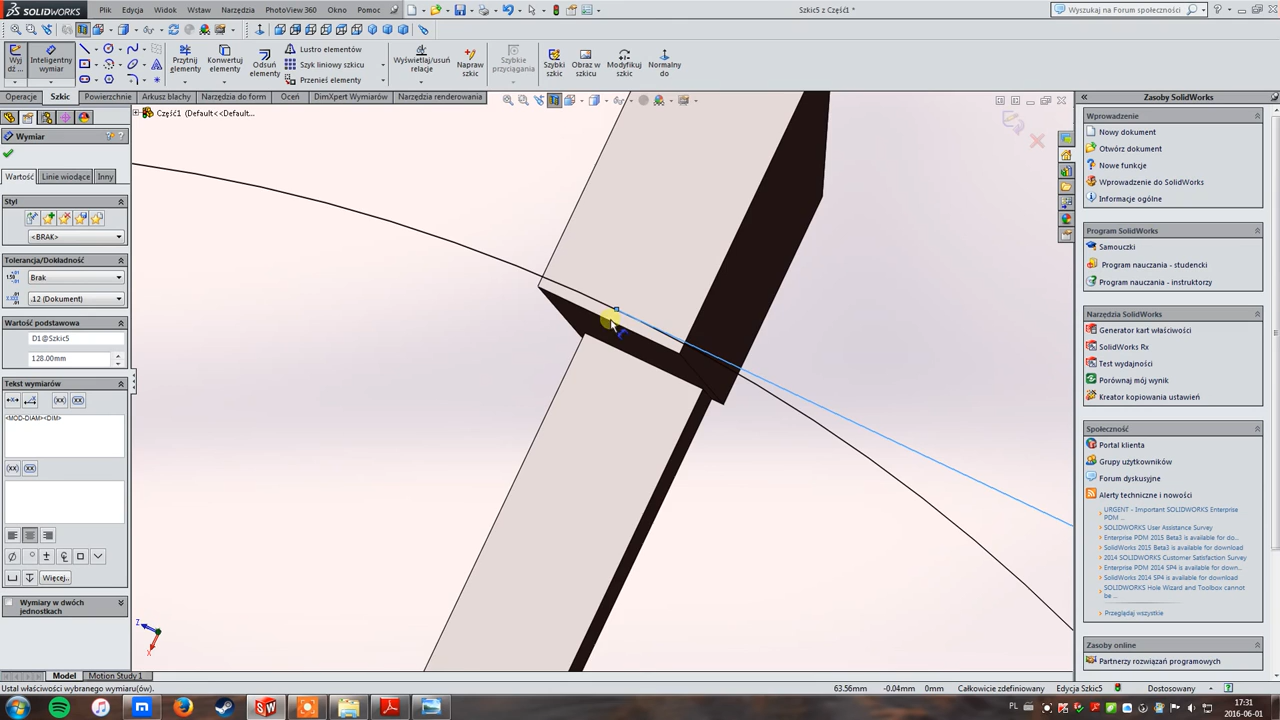 SOLIDWORKS
Plik
Edycja
Widok
Wstaw
Narzędzia
PhotoView 360
Okno
Pomoc
Szkic5 z Część1 *
Wyszukaj na Forum społeczności
Wyj dź ...
Inteligentny wymiar
Przytnij elementy
Konwertuj elementy
Odsuń elementy
Lustro elementów
Szyk liniowy szkicu
Przenieś elementy
Wyświetlaj/usuń relacje
Napraw szkic
Szybkie przyciągania
Szybki szkic
Obraz w szkicu
Modyfikuj szkic
Normalny do
Operacje
Szkic
Powierzchnie
Arkusz blachy
Narzędzia do form
Oceń
DimXpert Wymiarów
Narzędzia renderowania
Wymiar
Wartość
Linie wiodące
Inny
Styl
<BRAK>
Tolerancja/Dokładność
Brak
.12 (Dokument)
Wartość podstawowa
D1@Szkic5
128.00mm
Tekst wymiarów
<MOD-DIAM><DIM>
Więcej..
Wymiary w dwóch
jednostkach
Część1 (Default<<Default...
Zasoby SolidWorks
Wprowadzenie
Nowy dokument
Otwórz dokument
Nowe funkcje
Wprowadzenie do SolidWorks
Informacje ogólne
Program SolidWorks
Samouczki
Program nauczania - studencki
Program nauczania - instruktorzy
Narzędzia SolidWorks
Generator kart właściwości
SolidWorks Rx
Test wydajności
Porównaj mój wynik
Kreator kopiowania ustawień
Społeczność
Portal klienta
Grupy użytkowników
Forum dyskusyjne
Alerty techniczne i nowości
URGENT - Important SOLIDWORKS Enterprise
PDM ...
SOLIDWORKS User Assistance Survey
Enterprise PDM 2015 Beta3 is available for do...
SolidWorks 2015 Beta3 is available for download
2014 SOLIDWORKS Customer Satisfaction Survey
Enterprise PDM 2014 SP4 is available for down...
SolidWorks 2014 SP4 is available for download
SOLIDWORKS Hole Wizard and Toolbox cannot
be ...
Przeglądaj wszystkie
Zasoby online
Partnerzy rozwiązań programowych
Z
X
Model
Motion Study 1
Ustal właściwości wybranego wymiaru(ów).
63.56mm
-0.04mm
0mm
Całkowicie zdefiniowany
Edycja Szkic5
Dostosowany
PL
17:31
2016-06-01